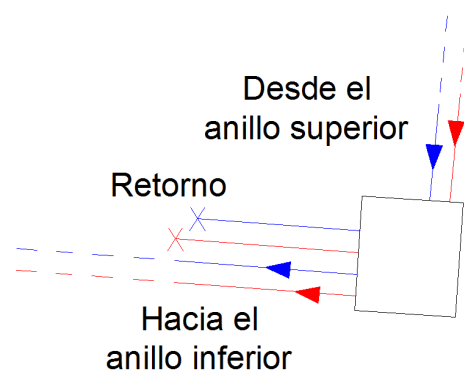 Desde el
anillo superior
Retorno
Hacia el
anillo inferior